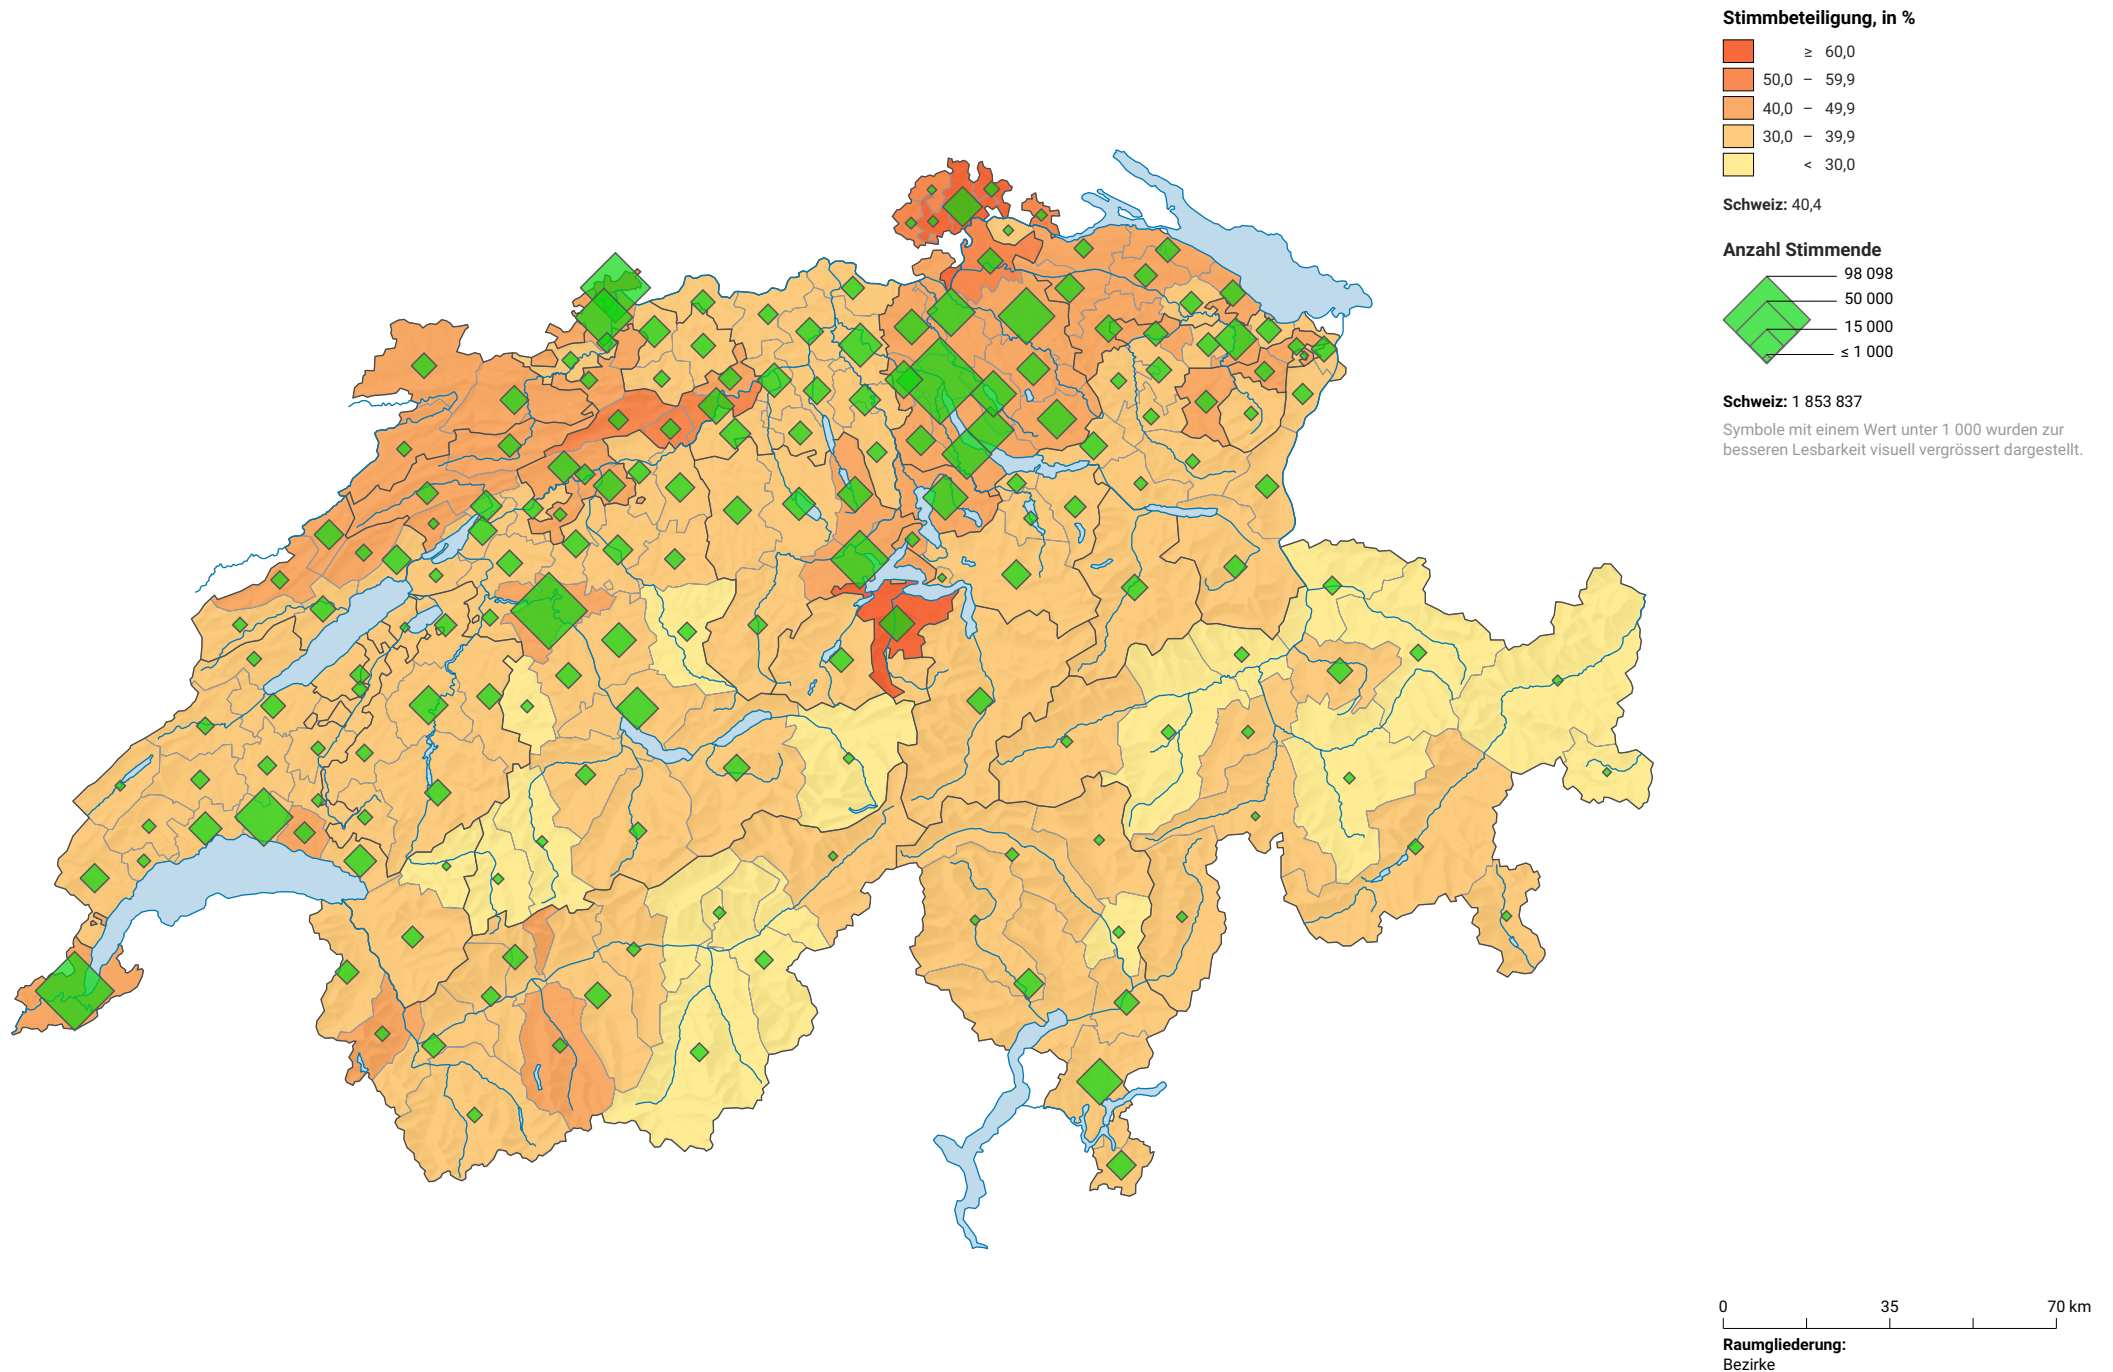 Stimmbeteiligung, in %
≥ 60,0
50,0 – 59,9
40,0 – 49,9
30,0 – 39,9
< 30,0
Schweiz: 40,4
Anzahl Stimmende
98 098
50 000
15 000
≤ 1 000
Schweiz: 1 853 837
Symbole mit einem Wert unter 1 000 wurden zur
besseren Lesbarkeit visuell vergrössert dargestellt.
0 35 70 km
Raumgliederung:
Bezirke